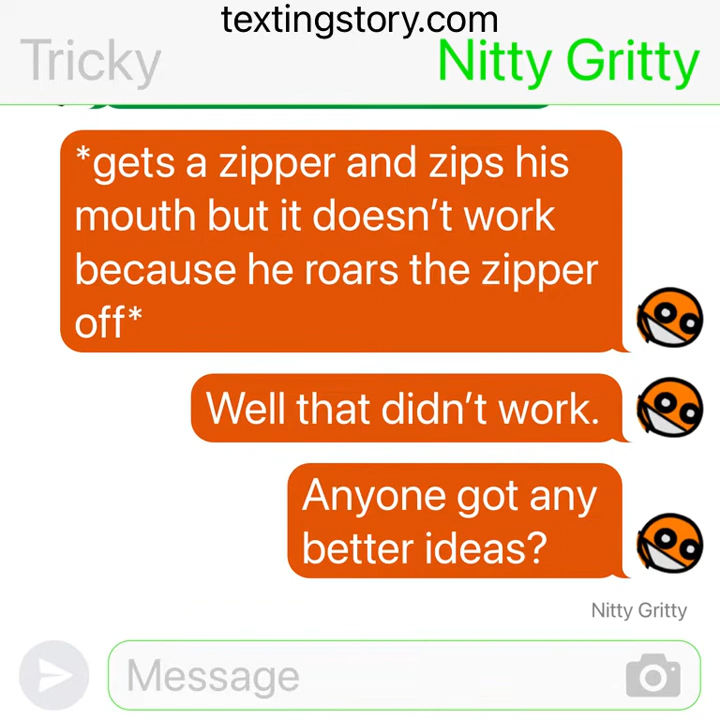 textingstory.com
Tricky
Nitty Gritty
*gets a zipper and zips his
mouth but it doesn’t work
because he roars the zipper
off*
Well that didn’t work.
Anyone got any
better ideas?
Nitty Gritty
Message